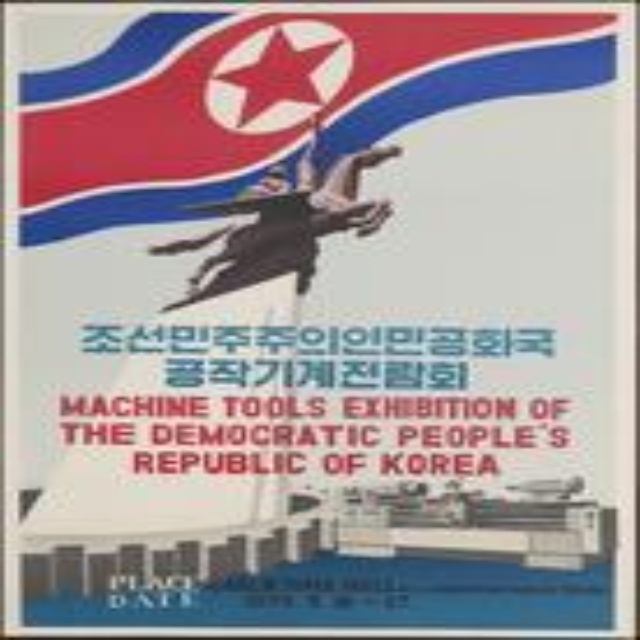 조선민주주의인민공화국
공작기계전람회
MACHINE TOOLS EXHIBITION OF
THE DEMOCRATIC PEOPLE'S
REPUBLIC OF KOREA
PLACE
DATE